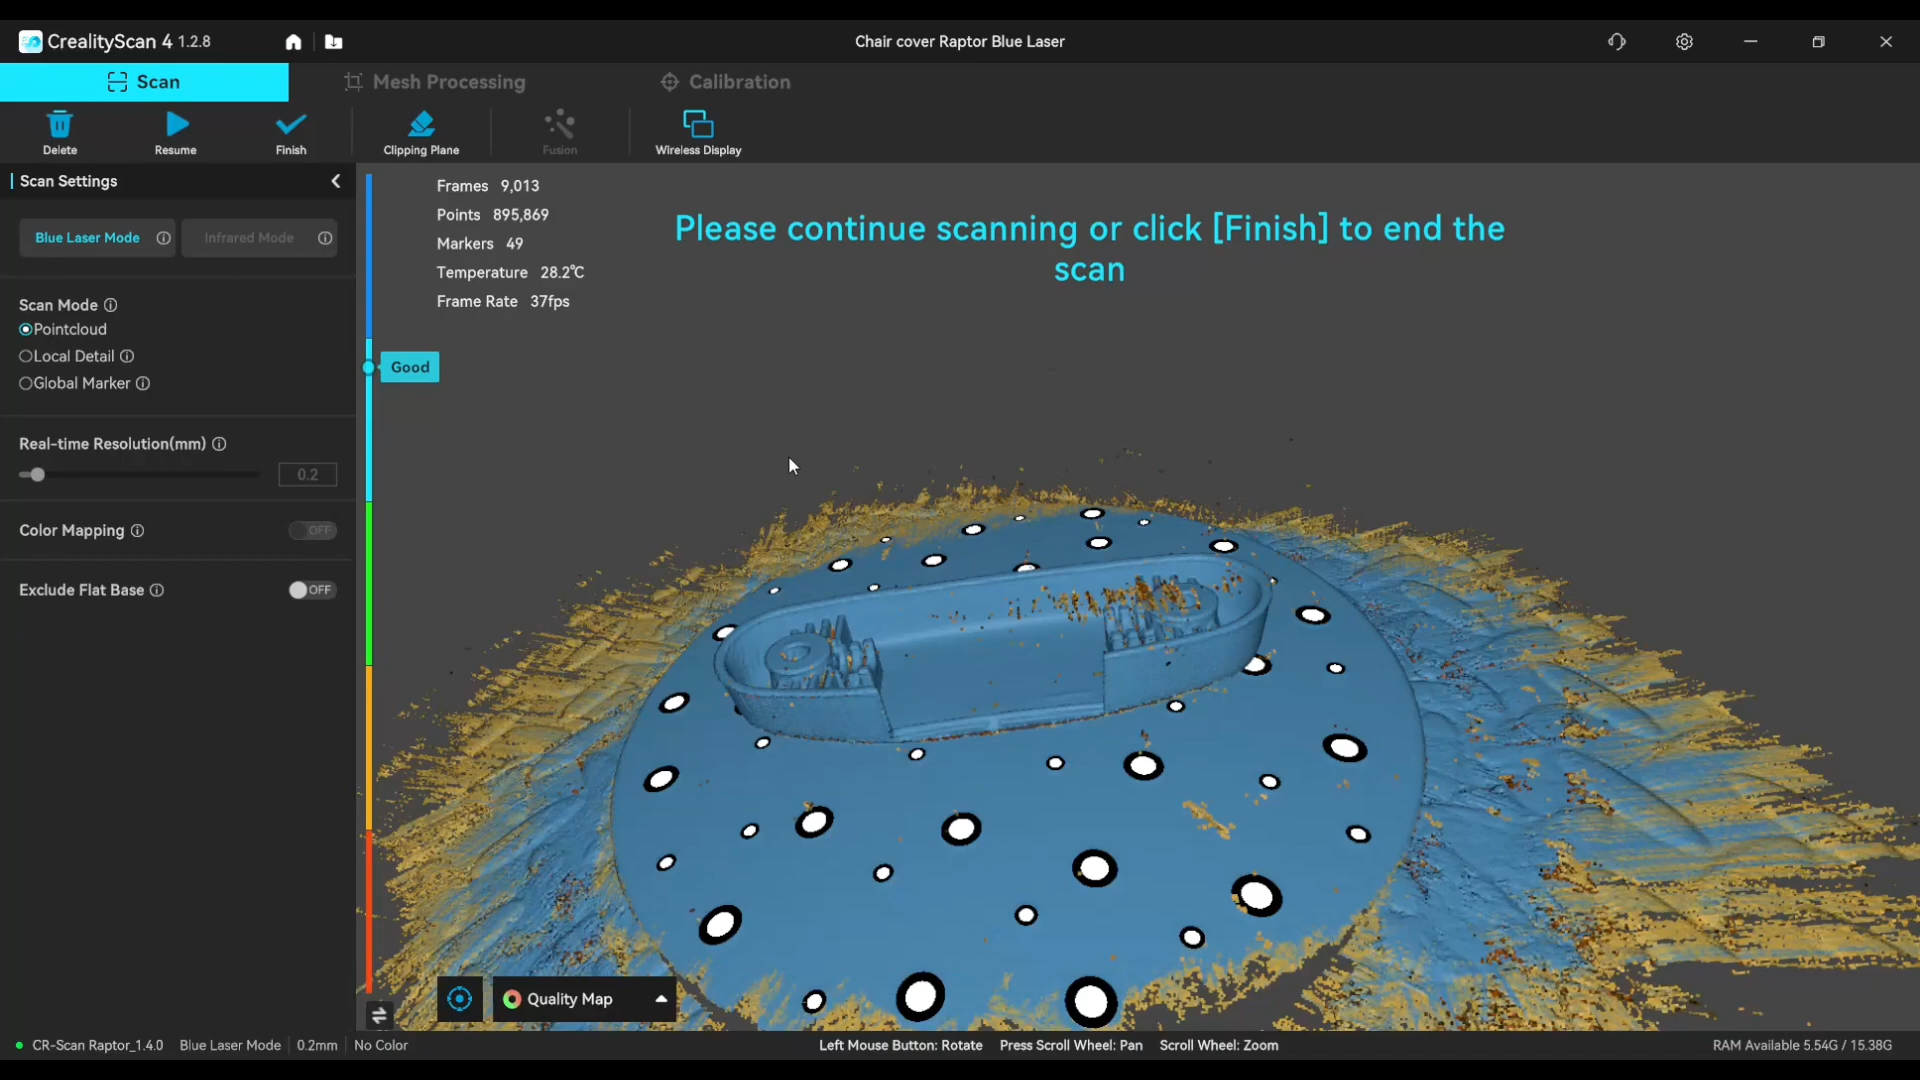 CrealityScan 4 1.2.8
Chair cover Raptor Blue Laser
Scan
Mesh Processing
Calibration
Delete
Resume
Finish
Clipping Plane
Fusion
Wireless Display
Scan Settings
Blue Laser Mode
Infrared Mode
Scan Mode
Pointcloud
Local Detail
Global Marker
Real-time Resolution(mm)
0.2
Color Mapping
OFF
Exclude Flat Base
OFF
Frames 9,013
Points 895,869
Markers 49
Temperature 28.2℃
Frame Rate 37fps
Please continue scanning or click [Finish] to end the
scan
Good
Quality Map
CR-Scan Raptor_1.4.0 Blue Laser Mode 0.2mm No Color
Left Mouse Button: Rotate Press Scroll Wheel: Pan Scroll Wheel: Zoom
RAM Available 5.54G / 15.38G